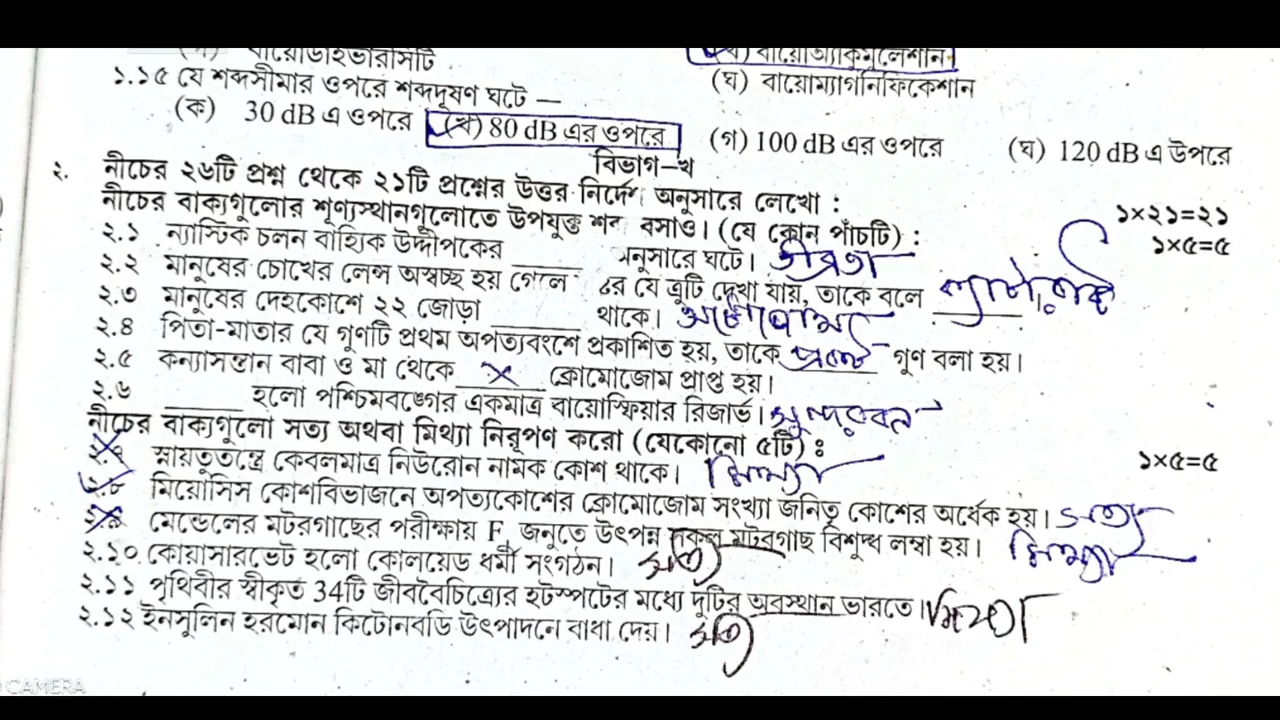 বায়োডাইভারসিটি (খ) বায়োঅ্যাকুমুলেশান
১.১৫ যে শব্দসীমার ওপরে শব্দদূষণ ঘটে — (ঘ) বায়োম্যাগনিফিকেশান
(ক) 30 dB এ ওপরে (খ) 80 dB এর ওপরে (গ) 100 dB এর ওপরে (ঘ) 120 dB এ উপরে
বিভাগ–খ
২. নীচের ২৬টি প্রশ্ন থেকে ২১টি প্রশ্নের উত্তর নির্দেশ অনুসারে লেখো : ১×২১=২১
নীচের বাক্যগুলোর শূণ্যস্থানগুলোতে উপযুক্ত বসাও। (যে কোন পাঁচটি) : ১×৫=৫
২.১ ন্যাস্টিক চলন বাহ্যিক উদ্দীপকের নুসারে ঘটে। তীব্রতা
২.২ মানুষের চোখের লেন্স অস্বচ্ছ হয় গেলে যে ত্রুটি দেখা যায়, তাকে বলে ______।
২.৩ মানুষের দেহকোশে ২২ জোড়া ______ থাকে। অটোজোম
২.৪ পিতা-মাতার যে গুণটি প্রথম অপত্যবংশে প্রকাশিত হয়, তাকে প্রকট গুণ বলা হয়।
২.৫ কন্যাসন্তান বাবা ও মা থেকে X ক্রোমোজোম প্রাপ্ত হয়।
২.৬ ______ হলো পশ্চিমবঙ্গের একমাত্র বায়োস্ফিয়ার রিজার্ভ। সুন্দরবন
নীচের বাক্যগুলো সত্য অথবা মিথ্যা নিরূপণ করো (যেকোনো ৫টি) : ১×৫=৫
২.৭ স্নায়ুতন্ত্রে কেবলমাত্র নিউরোন নামক কোশ থাকে। মিথ্যা
২.৮ মিয়োসিস কোশবিভাজনে অপত্যকোশের ক্রোমোজোম সংখ্যা জনিতৃ কোশের অর্ধেক হয়। সত্য
২.৯ মেন্ডেলের মটরগাছের পরীক্ষায় F₁ জনুতে উৎপন্ন সকল মটরগাছ বিশুদ্ধ লম্বা হয়। মিথ্যা
২.১০ কোয়াসারভেট হলো কোলয়েড ধর্মী সংগঠন। সত্য
২.১১ পৃথিবীর স্বীকৃত 34টি জীববৈচিত্র্যের হটস্পটের মধ্যে দুটির অবস্থান ভারতে। মিথ্যা
২.১২ ইনসুলিন হরমোন কিটোনবডি উৎপাদনে বাধা দেয়। সত্য
CAMERA